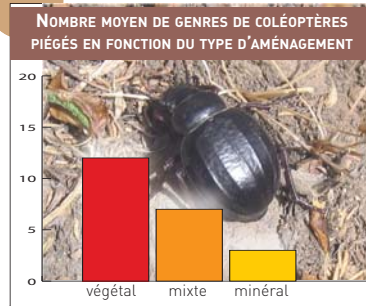 NOMBRE MOYEN DE GENRES DE COLÉOPTÈRES
PIÉGÉS EN FONCTION DU TYPE D'AMÉNAGEMENT
20
15
10
5
0
végétal mixte minéral